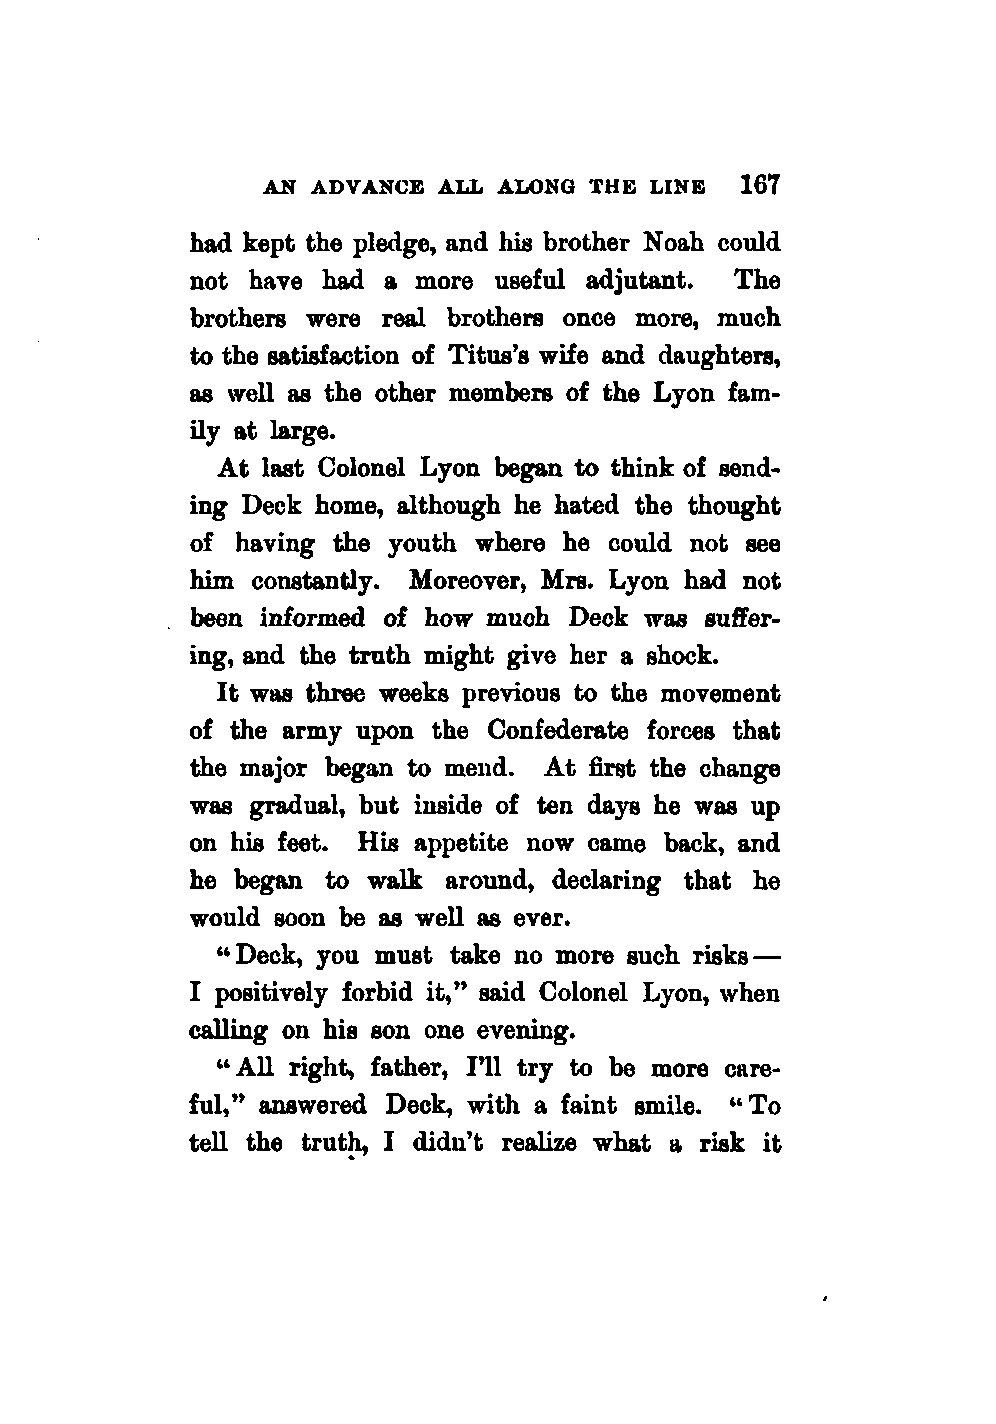 AN ADVANCE ALL ALONG THE LINE 167
had kept the pledge, and his brother Noah could
not have had a more useful adjutant. The
brothers were real brothers once more, much
to the satisfaction of Titus's wife and daughters,
as well as the other members of the Lyon fam-
ily at large.
At last Colonel Lyon began to think of send-
ing Deck home, although he hated the thought
of having the youth where he could not see
him constantly. Moreover, Mrs. Lyon had not
been informed of how much Deck was suffer-
ing, and the truth might give her a shock.
It was three weeks previous to the movement
of the army upon the Confederate forces that
the major began to mend. At first the change
was gradual, but inside of ten days he was up
on his feet. His appetite now came back, and
he began to walk around, declaring that he
would soon be as well as ever.
“Deck, you must take no more such risks—
I positively forbid it,” said Colonel Lyon, when
calling on his son one evening.
“All right, father, I'll try to be more care-
ful,” answered Deck, with a faint smile. “To
tell the truth, I didn't realize what a risk it